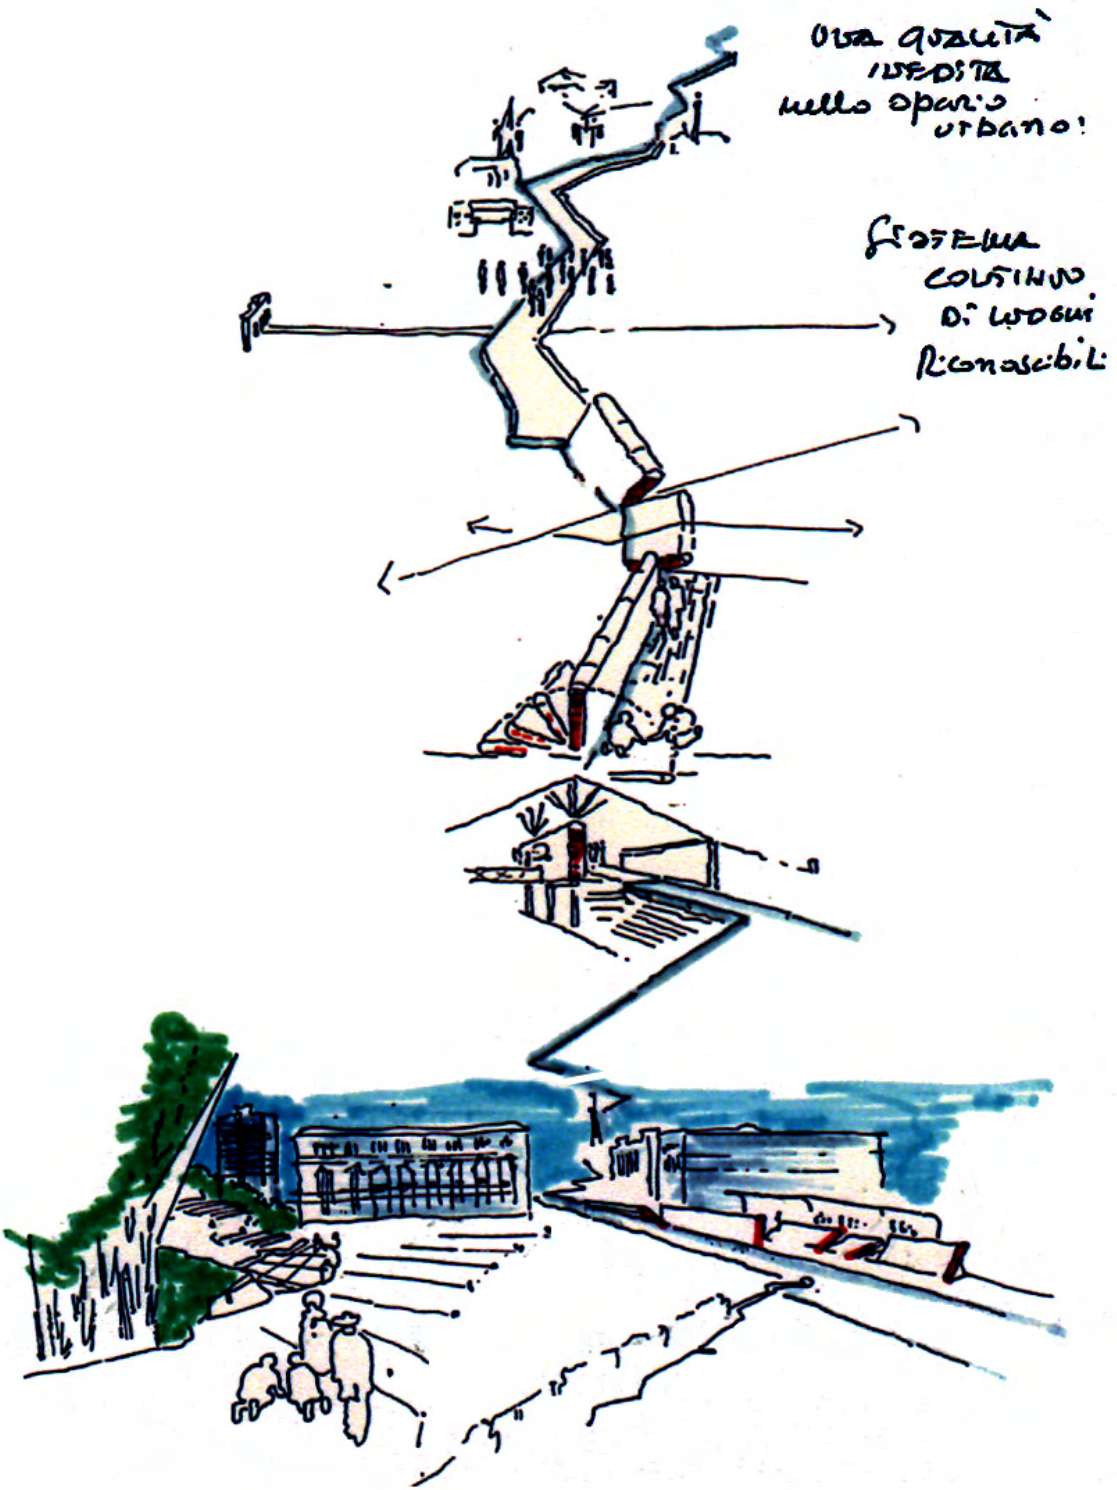 UNA QUALITÀ
INEDITA
nello spazio
urbano!
SISTEMA
CONTINUO
Di LUOGHI
Riconoscibili